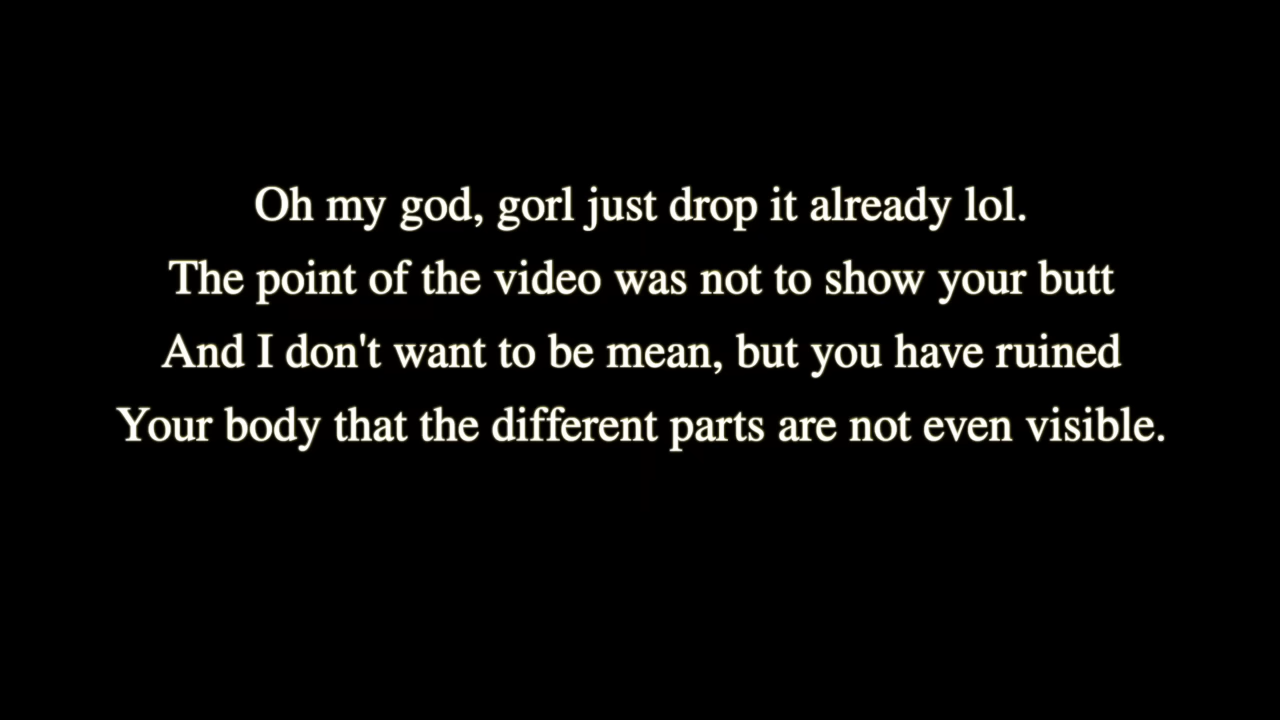 Oh my god, gorl just drop it already lol.
The point of the video was not to show your butt
And I don't want to be mean, but you have ruined
Your body that the different parts are not even visible.